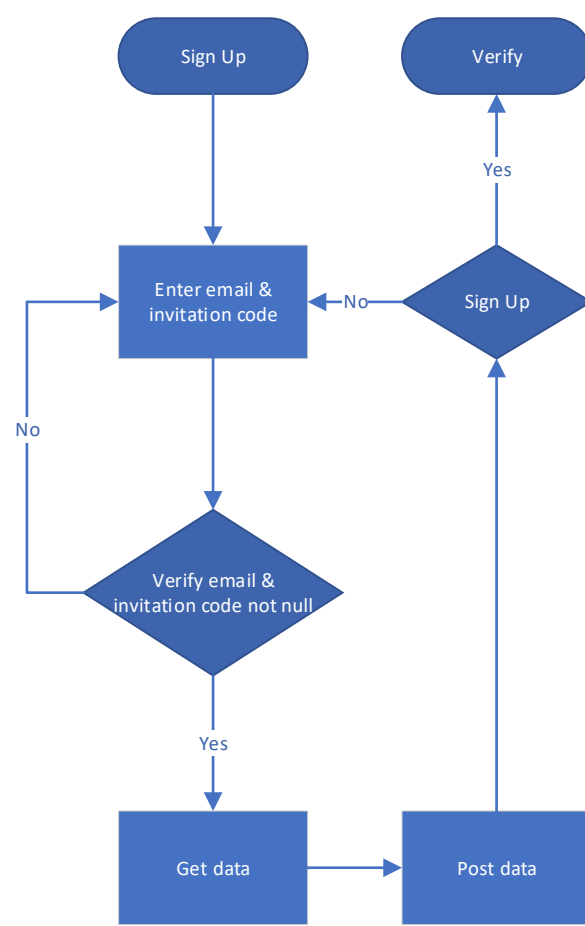 Sign Up
Verify
Yes
Enter email &
invitation code
No
Sign Up
No
Verify email &
invitation code not null
Yes
Get data
Post data